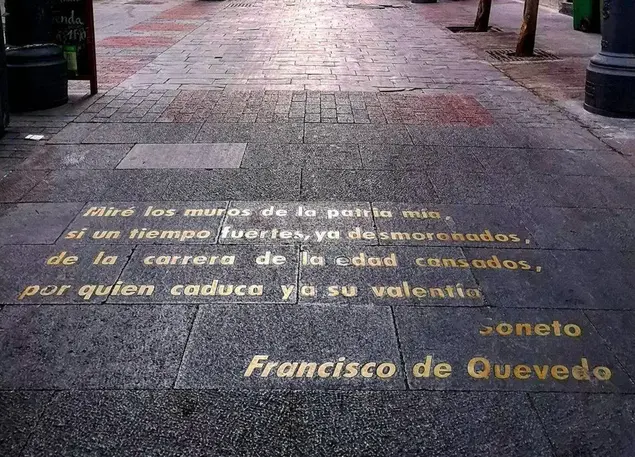 Miré los muros de la patria mía,
si un tiempo fuertes, ya desmoronados,
de la carrera de la edad cansados,
por quien caduca ya su valentía
Soneto
Francisco de Quevedo